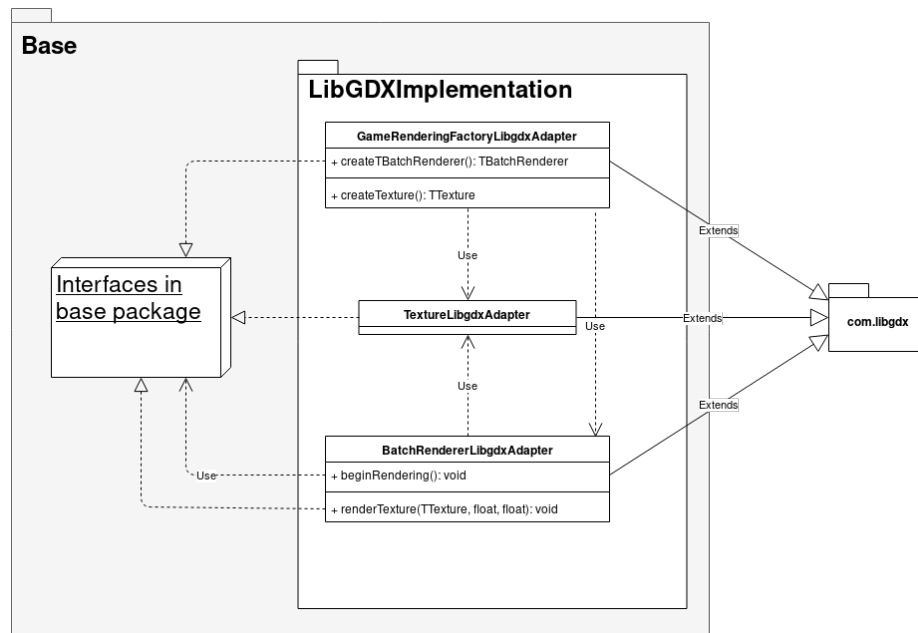 Base
LibGDXImplementation
GameRenderingFactoryLibgdxAdapter
+ createTBatchRenderer(): TBatchRenderer
+ createTexture(): TTexture
Extends
Use
Interfaces in
base package
TextureLibgdxAdapter
Extends
com.libgdx
Use
Use
Extends
BatchRendererLibgdxAdapter
Use
+ beginRendering(): void
+ renderTexture(TTexture, float, float): void